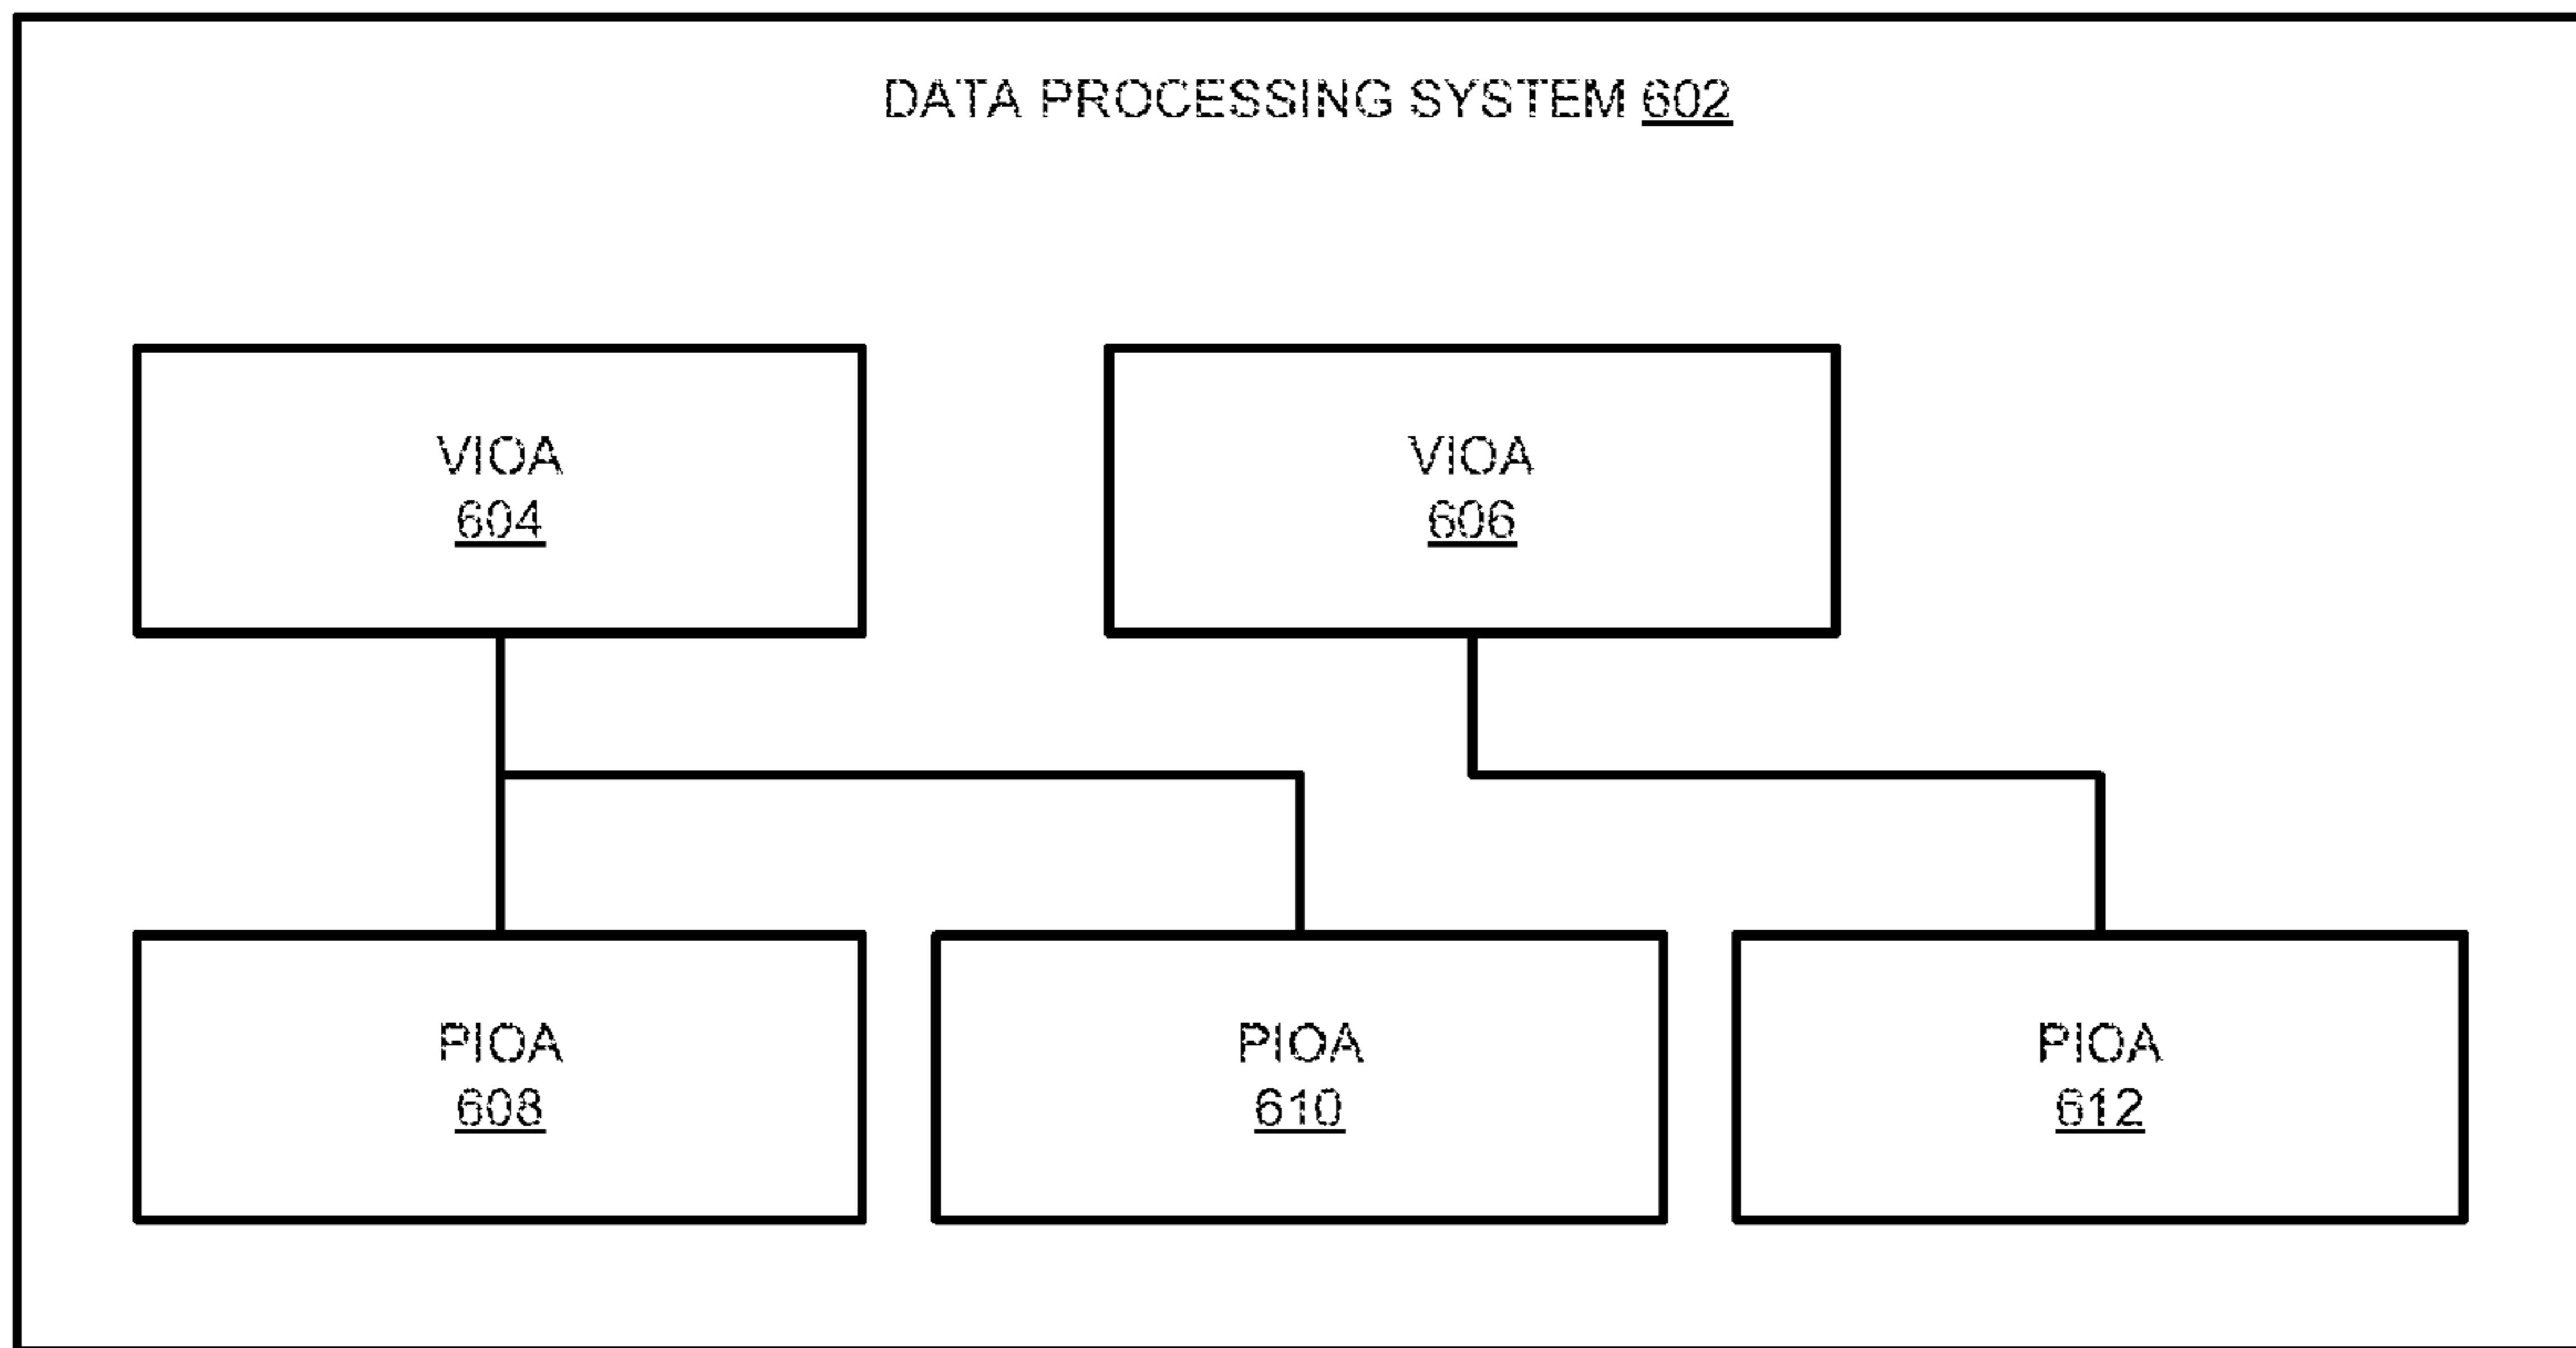 DATA PROCESSING SYSTEM 602
VIOA
604
VIOA
606
PIOA
608
PIOA
610
PIOA
612